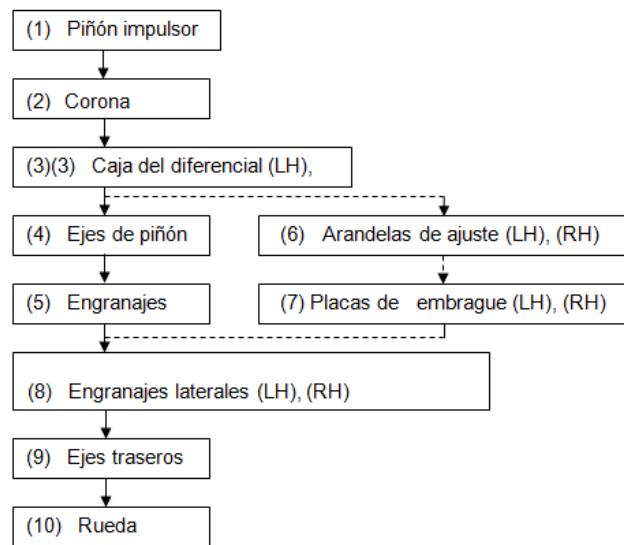 (1) Piñón impulsor
(2) Corona
(3)(3) Caja del diferencial (LH),
(4) Ejes de piñón
(6) Arandelas de ajuste (LH), (RH)
(5) Engranajes
(7) Placas de embrague (LH), (RH)
(8) Engranajes laterales (LH), (RH)
(9) Ejes traseros
(10) Rueda